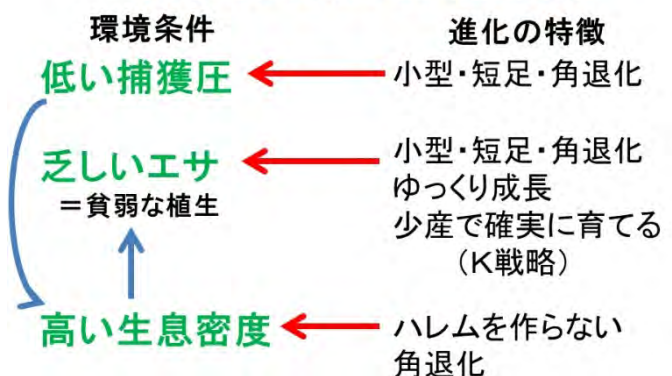 環境条件
進化の特徴
低い捕獲圧
小型・短足・角退化
乏しいエサ
＝貧弱な植生
小型・短足・角退化
ゆっくり成長
少産で確実に育てる
（K戦略）
高い生息密度
ハレムを作らない
角退化